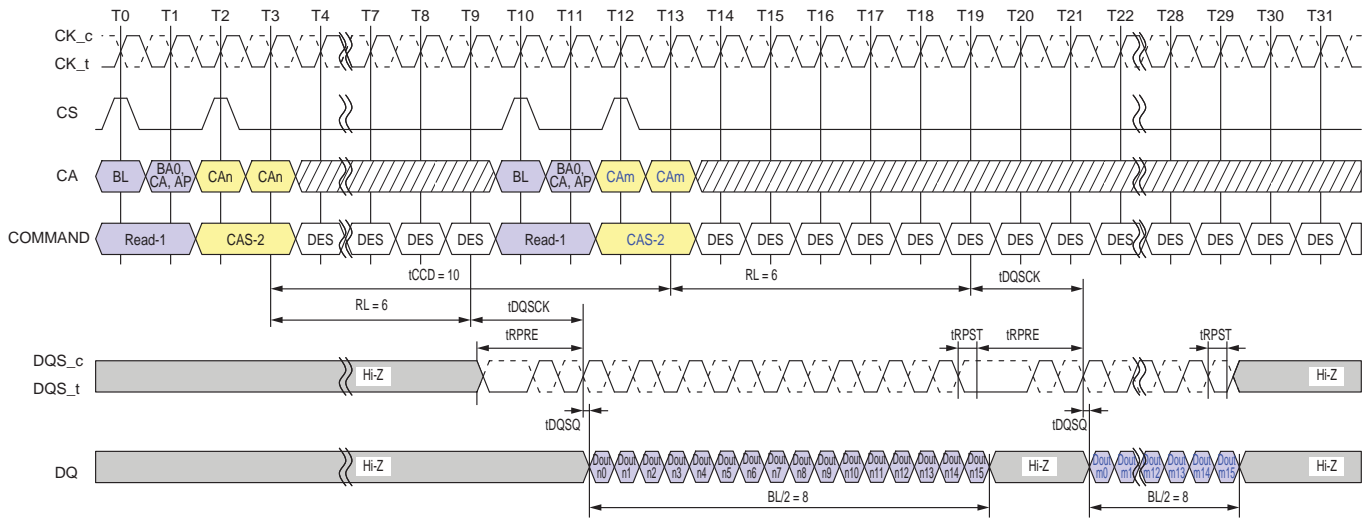 T0 T1 T2 T3 T4 T7 T8 T9 T10 T11 T12 T13 T14 T15 T16 T17 T18 T19 T20 T21 T22 T28 T29 T30 T31
CK_c
CK_t
CS
CA
BL
BA0,
CA, AP
CAn
CAn
BL
BA0,
CA, AP
CAm
CAm
COMMAND
Read-1 CAS-2 DES DES DES DES Read-1 CAS-2 DES DES DES DES DES DES DES DES DES DES DES DES DES
tCCD = 10
RL = 6
tDQSCK
RL = 6
tDQSCK
tRPRE
tRPST
tRPRE
tRPST
DQS_c
DQS_t
Hi-Z
Hi-Z
tDQSQ
tDQSQ
DQ
Hi-Z
Dout Dout Dout Dout Dout Dout Dout Dout Dout Dout Dout Dout Dout Dout Dout Dout
n0 n1 n2 n3 n4 n5 n6 n7 n8 n9 n10 n11 n12 n13 n14 n15
Hi-Z
Dout Dout Dout Dout Dout Dout
m0 m1 m12 m13 m14 m15
Hi-Z
BL/2 = 8
BL/2 = 8